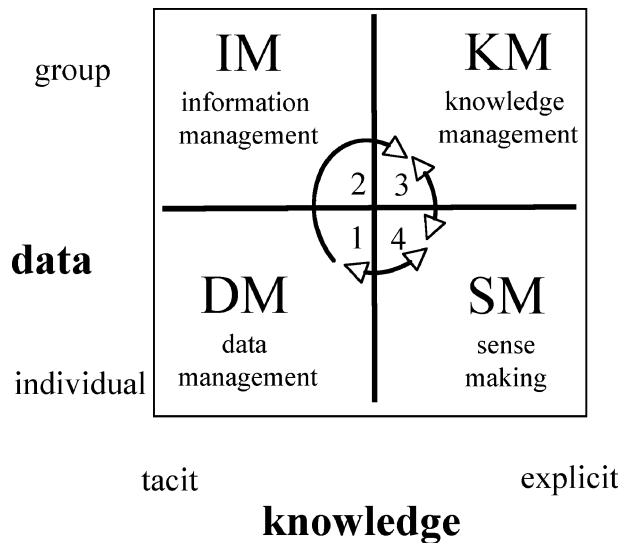 group
IM
information
management
KM
knowledge
management
2 3
1 4
data
DM
data
management
SM
sense
making
individual
tacit
explicit
knowledge